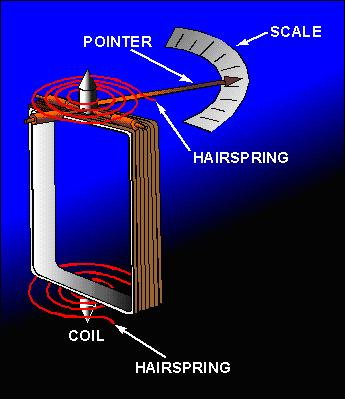 SCALE
POINTER
HAIRSPRING
COIL
HAIRSPRING